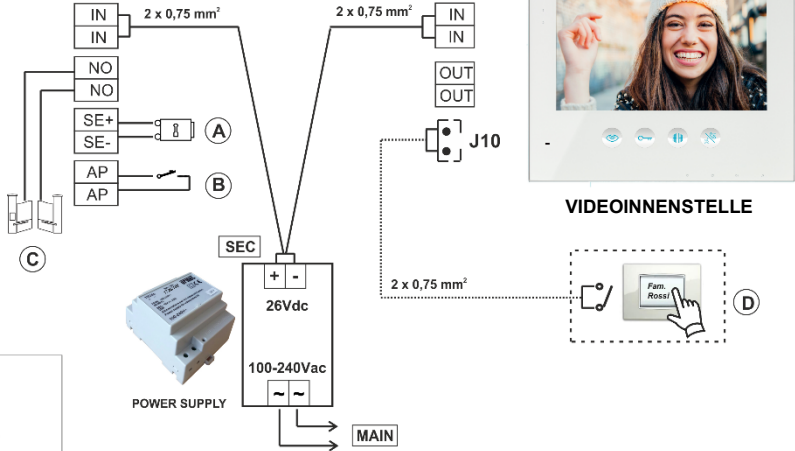 IN
IN
2 x 0,75 mm²
2 x 0,75 mm²
IN
IN
NO
NO
OUT
OUT
SE+
SE-
A
J10
AP
AP
B
C
VIDEOINNENSTELLE
SEC
+ -
26Vdc
2 x 0,75 mm²
Fam.
Rossi
D
100-240Vac
~ ~
POWER SUPPLY
MAIN